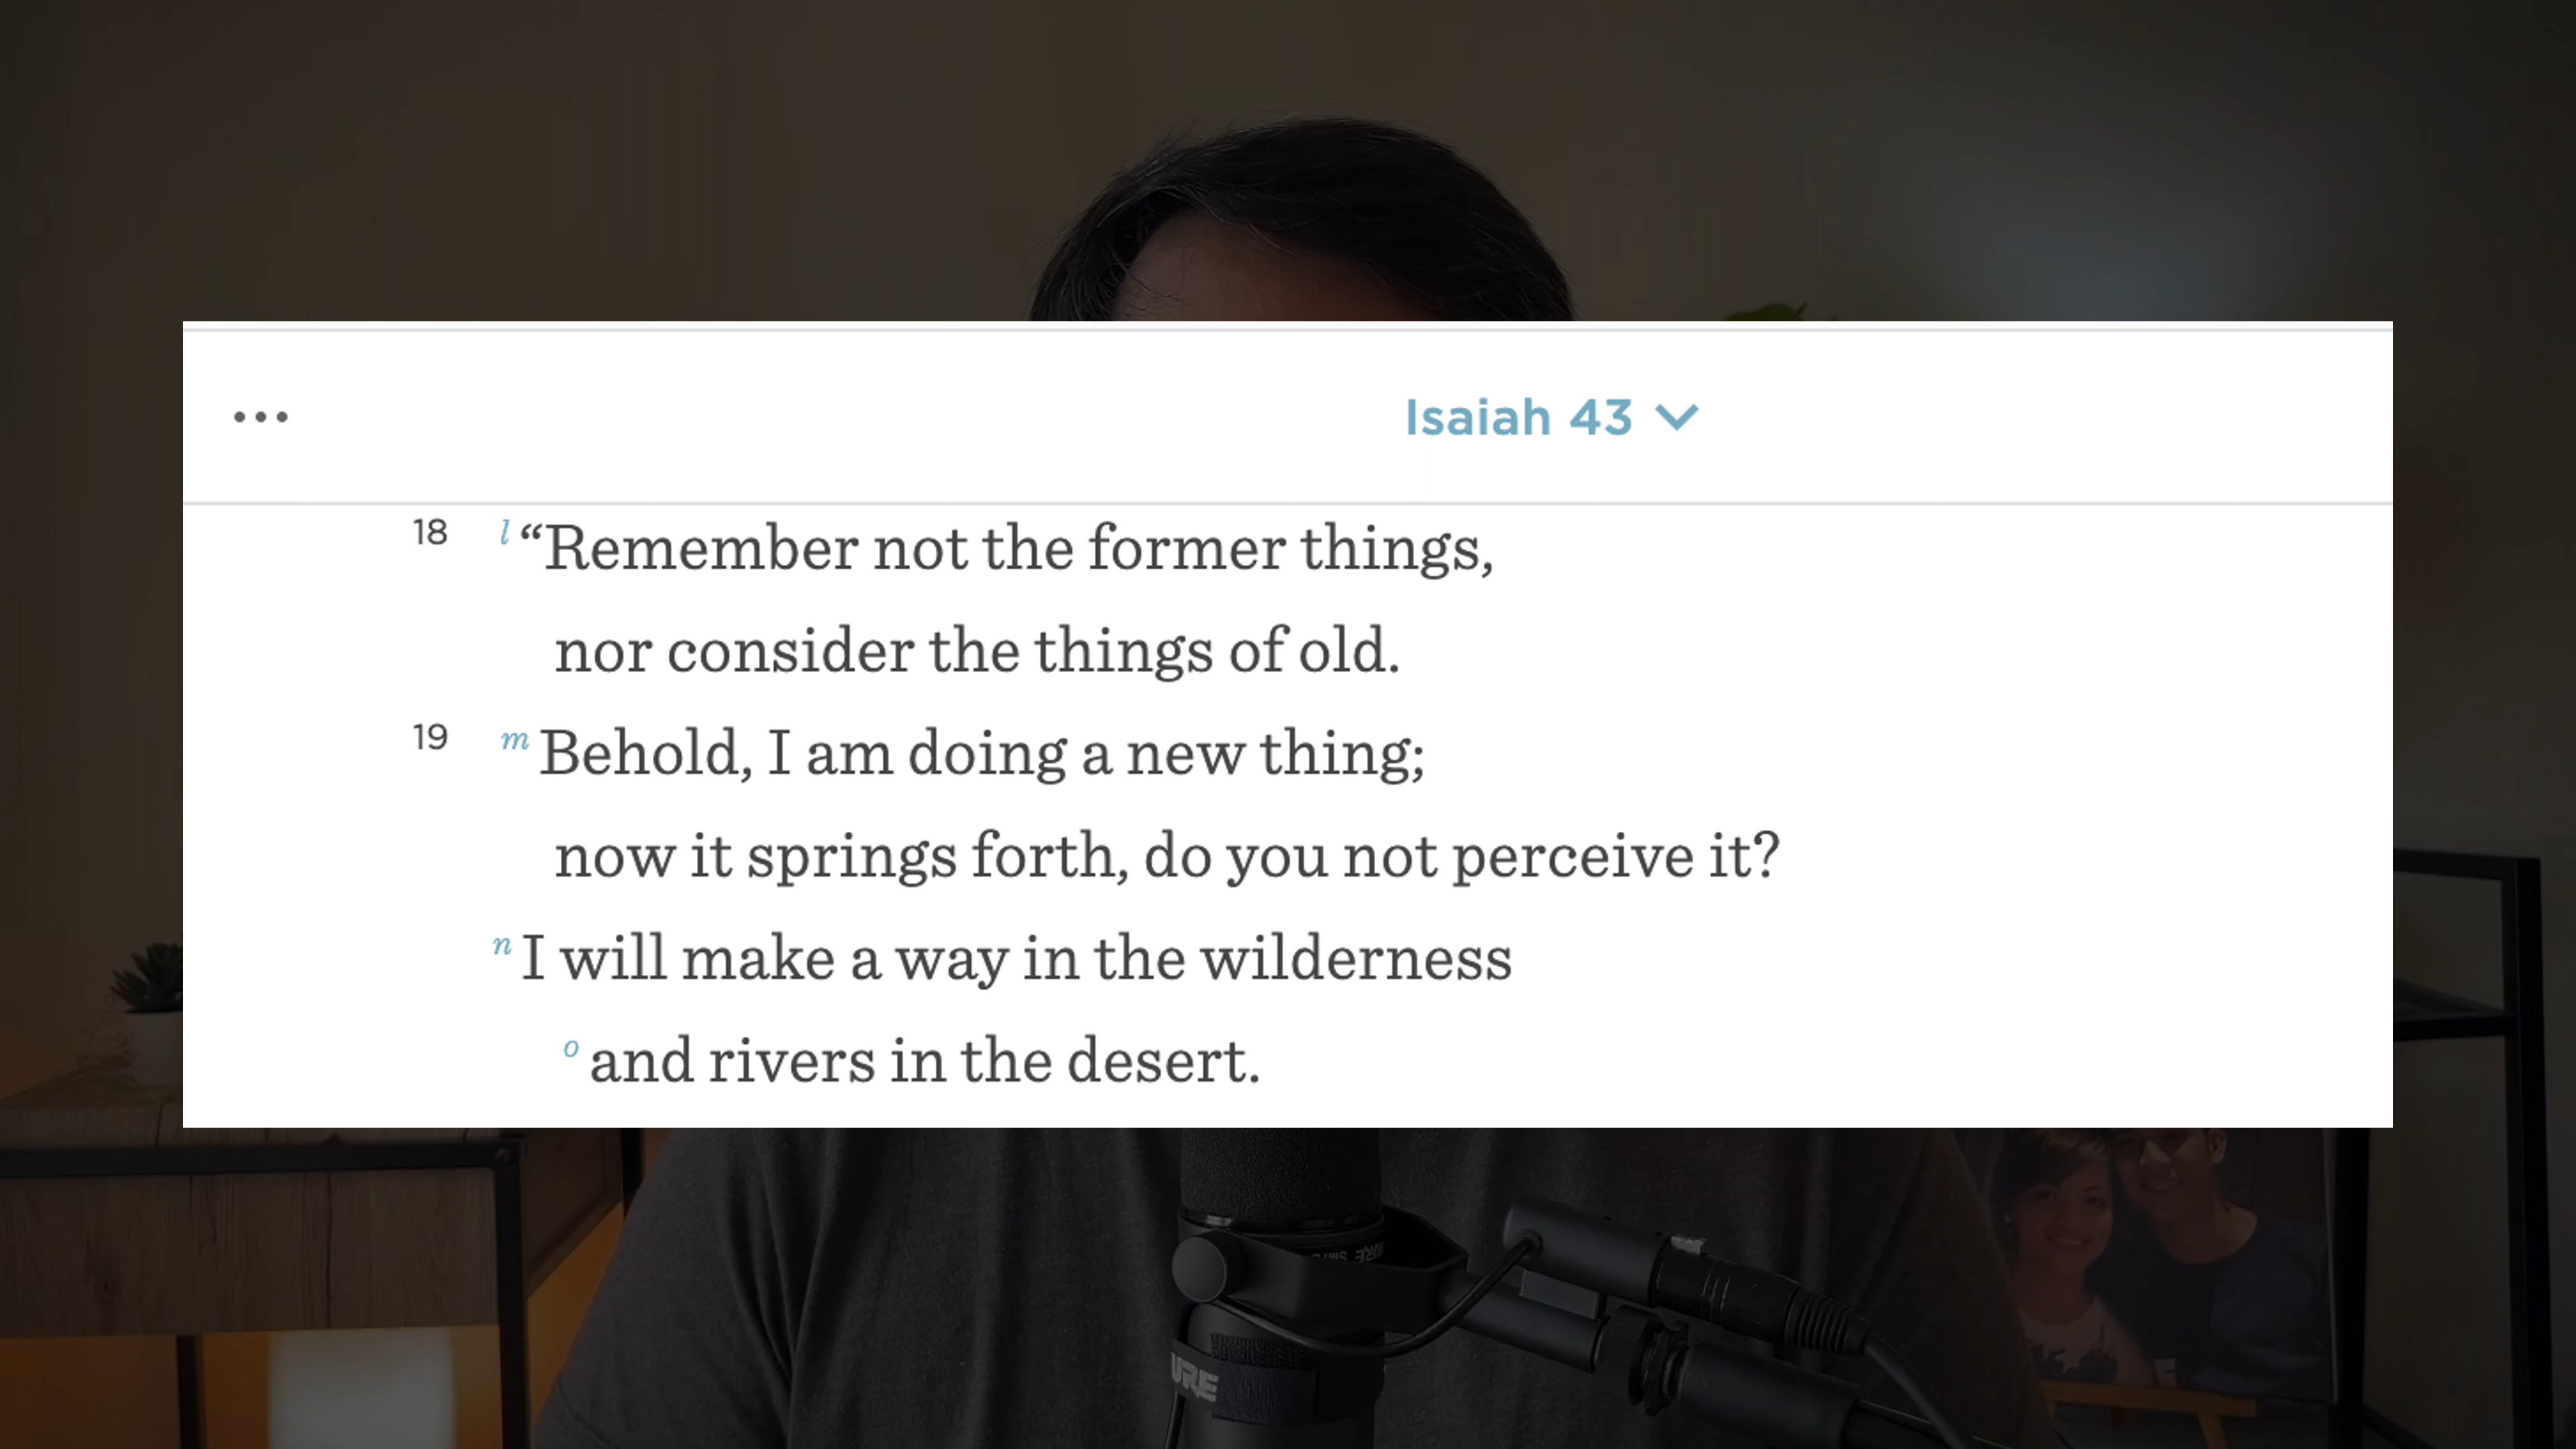 Isaiah 43
18 l “Remember not the former things,
nor consider the things of old.
19 m Behold, I am doing a new thing;
now it springs forth, do you not perceive it?
n I will make a way in the wilderness
o and rivers in the desert.
URE